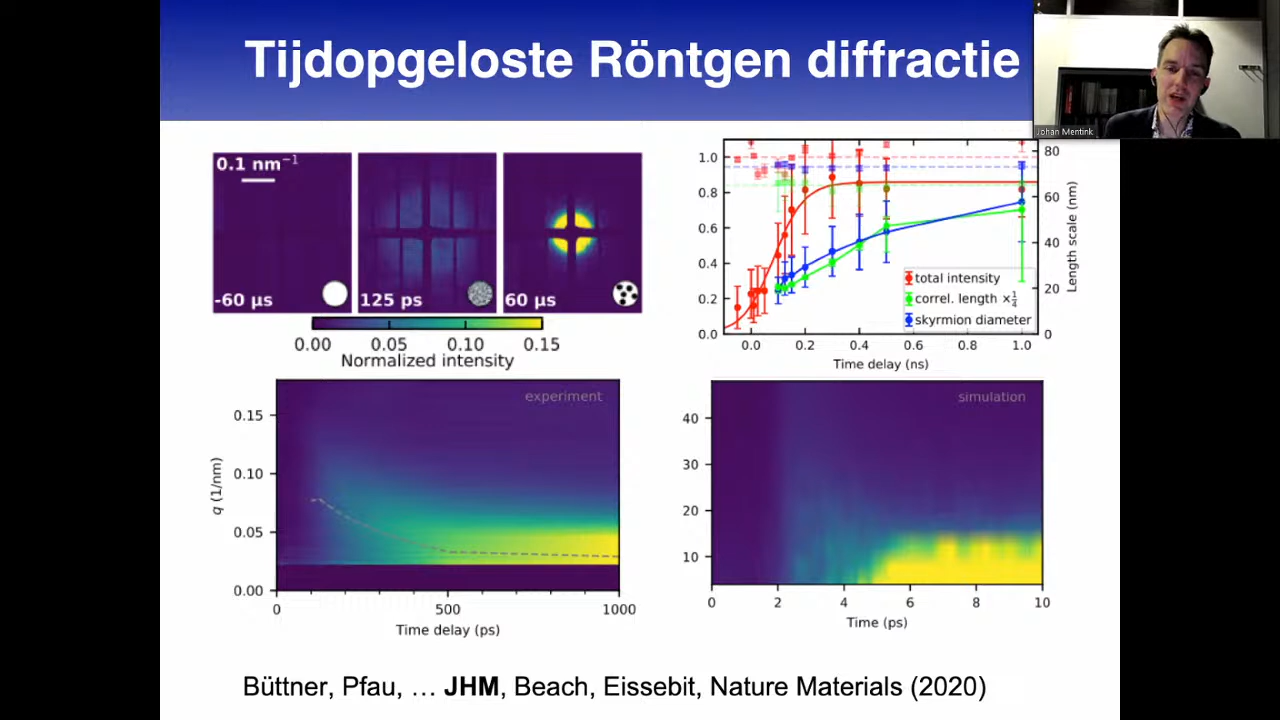 Tijdopgeloste Röntgen diffractie
Johan Mentink
0.1 nm⁻¹
-60 µs
125 ps
60 µs
0.00 0.05 0.10 0.15
Normalized intensity
1.0
0.8
0.6
0.4
0.2
0.0
80
60
40
20
0
Length scale (nm)
total intensity
correl. length ×¼
skyrmion diameter
0.0 0.2 0.4 0.6 0.8 1.0
Time delay (ns)
experiment
0.15
0.10
0.05
0.00
q (1/nm)
0 500 1000
Time delay (ps)
simulation
40
30
20
10
0 2 4 6 8 10
Time (ps)
Büttner, Pfau, … JHM, Beach, Eissebit, Nature Materials (2020)